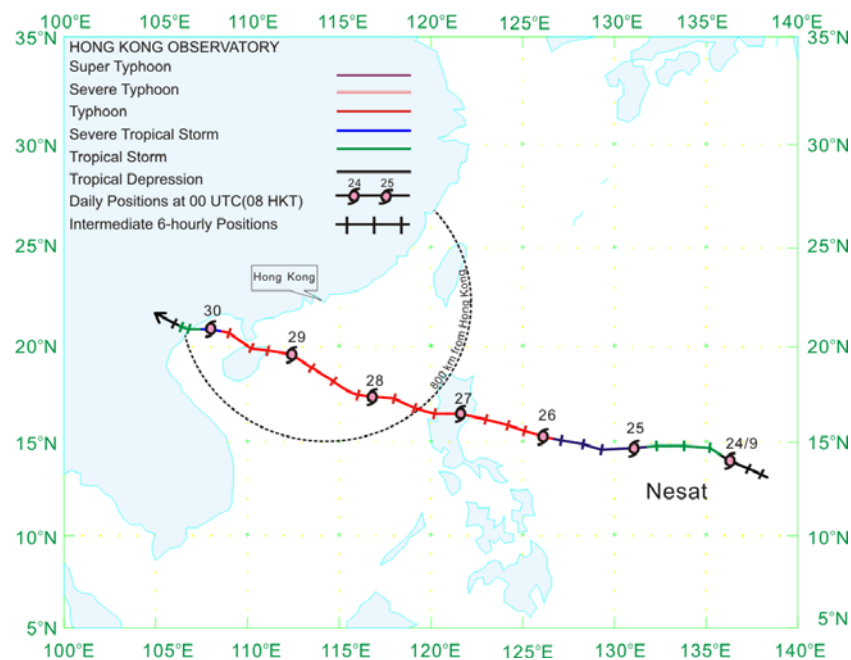 100°E 105°E 110°E 115°E 120°E 125°E 130°E 135°E 140°E
35°N 35°N
HONG KONG OBSERVATORY
Super Typhoon
Severe Typhoon
Typhoon
Severe Tropical Storm
Tropical Storm
Tropical Depression
24 25
Daily Positions at 00 UTC(08 HKT)
Intermediate 6-hourly Positions
30°N 30°N
25°N 25°N
Hong Kong
800 km from Hong Kong
20°N 20°N
30
29
28
27
26
25
24/9
Nesat
15°N 15°N
10°N 10°N
5°N 5°N
100°E 105°E 110°E 115°E 120°E 125°E 130°E 135°E 140°E